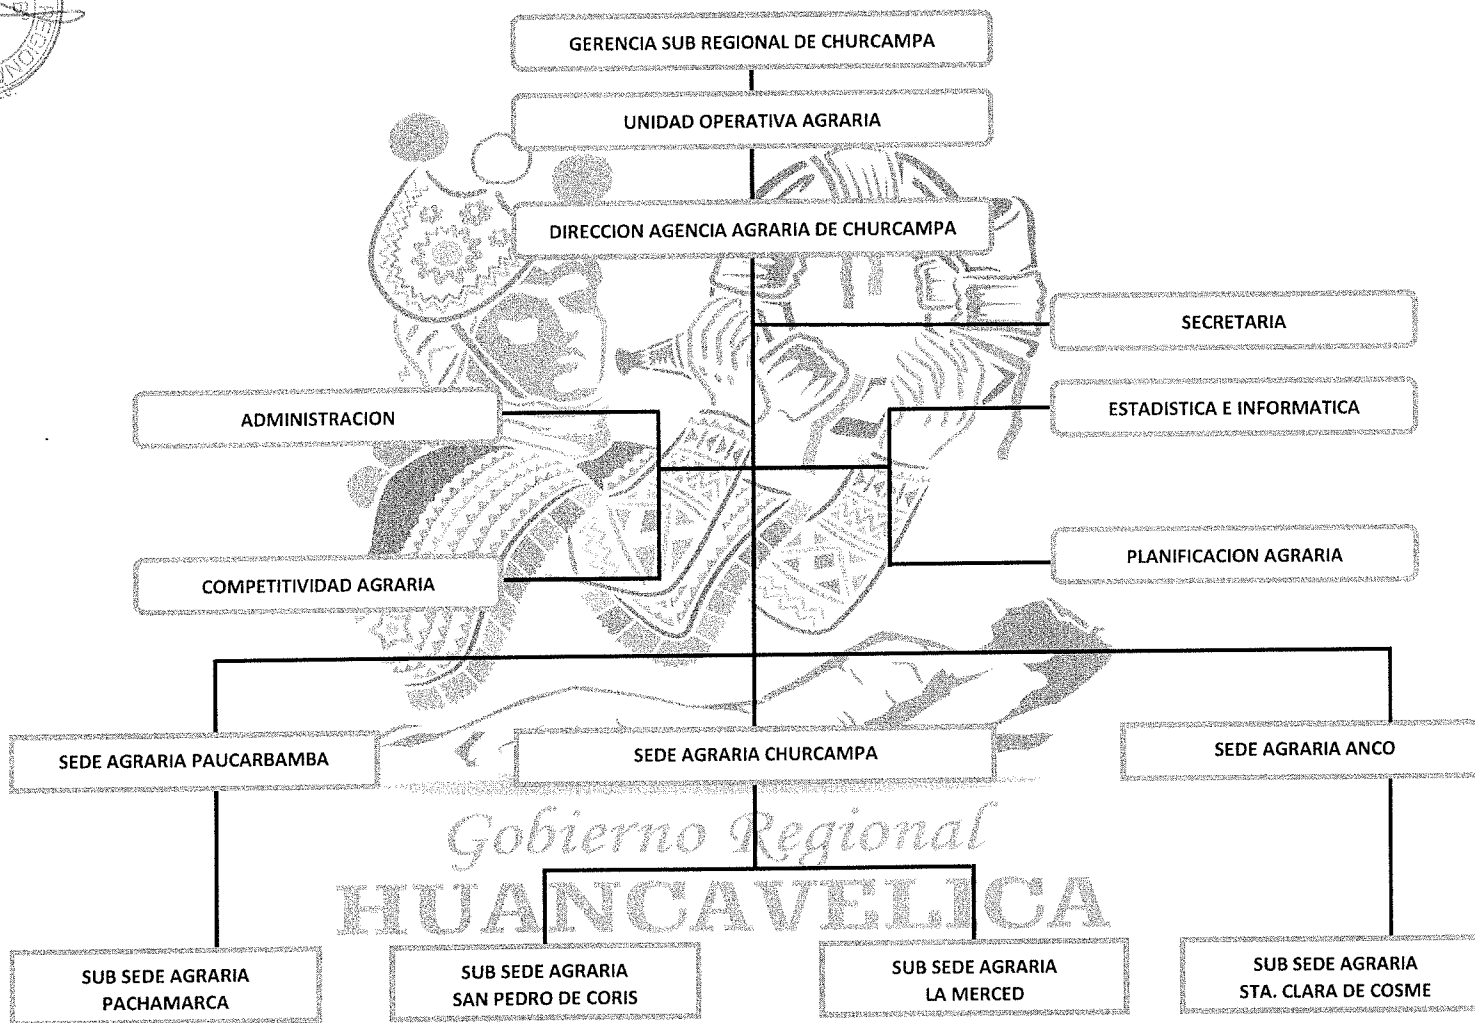 REGIONA
GERENCIA SUB REGIONAL DE CHURCAMPA
UNIDAD OPERATIVA AGRARIA
DIRECCION AGENCIA AGRARIA DE CHURCAMPA
SECRETARIA
ADMINISTRACION
ESTADISTICA E INFORMATICA
COMPETITIVIDAD AGRARIA
PLANIFICACION AGRARIA
SEDE AGRARIA PAUCARBAMBA
SEDE AGRARIA CHURCAMPA
SEDE AGRARIA ANCO
Gobierno Regional
HUANCAVELICA
SUB SEDE AGRARIA
PACHAMARCA
SUB SEDE AGRARIA
SAN PEDRO DE CORIS
SUB SEDE AGRARIA
LA MERCED
SUB SEDE AGRARIA
STA. CLARA DE COSME